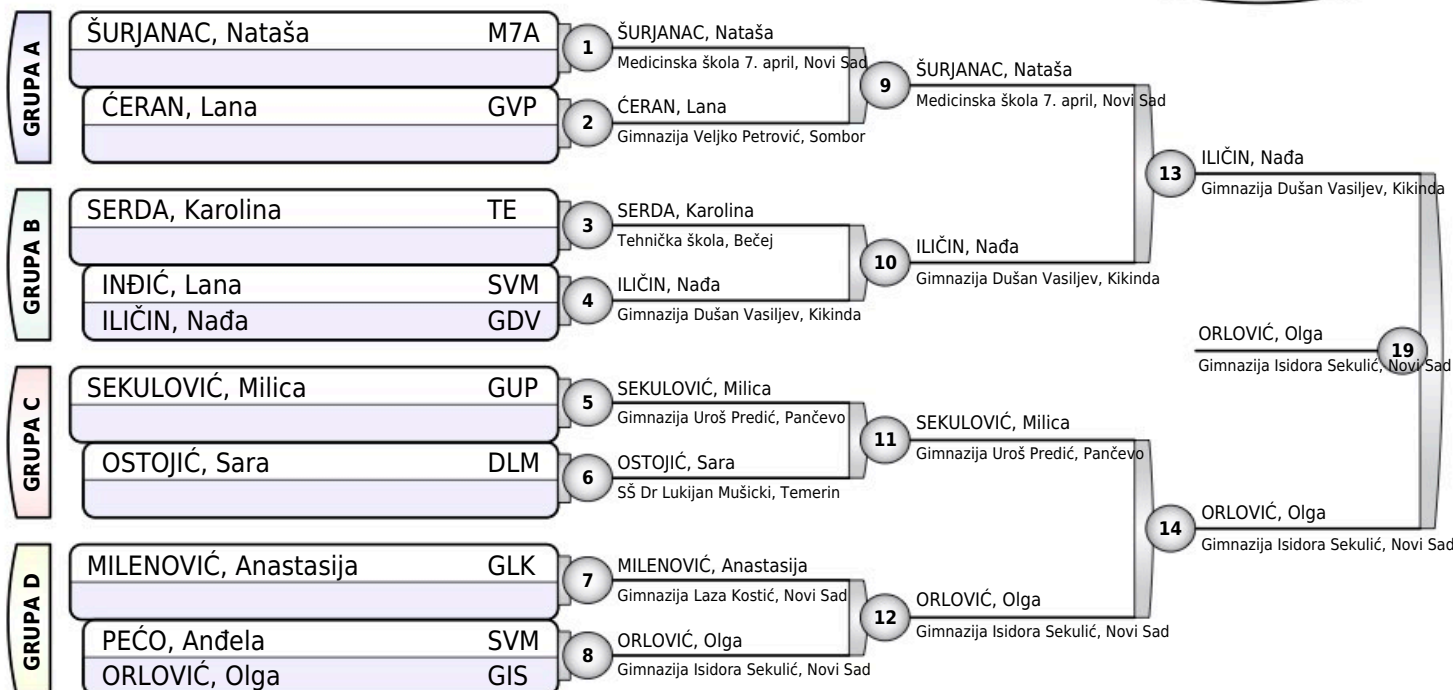 GRUPA A
ŠURJANAC, Nataša M7A
ĆERAN, Lana GVP
GRUPA B
SERDA, Karolina TE
INĐIĆ, Lana SVM
ILIČIN, Nađa GDV
GRUPA C
SEKULOVIĆ, Milica GUP
OSTOJIĆ, Sara DLM
GRUPA D
MILENOVIĆ, Anastasija GLK
PEĆO, Anđela SVM
ORLOVIĆ, Olga GIS
1
ŠURJANAC, Nataša
Medicinska škola 7. april, Novi Sad
2
ĆERAN, Lana
Gimnazija Veljko Petrović, Sombor
3
SERDA, Karolina
Tehnička škola, Bečej
4
ILIČIN, Nađa
Gimnazija Dušan Vasiljev, Kikinda
5
SEKULOVIĆ, Milica
Gimnazija Uroš Predić, Pančevo
6
OSTOJIĆ, Sara
SŠ Dr Lukijan Mušicki, Temerin
7
MILENOVIĆ, Anastasija
Gimnazija Laza Kostić, Novi Sad
8
ORLOVIĆ, Olga
Gimnazija Isidora Sekulić, Novi Sad
9
ŠURJANAC, Nataša
Medicinska škola 7. april, Novi Sad
10
ILIČIN, Nađa
Gimnazija Dušan Vasiljev, Kikinda
11
SEKULOVIĆ, Milica
Gimnazija Uroš Predić, Pančevo
12
ORLOVIĆ, Olga
Gimnazija Isidora Sekulić, Novi Sad
13
ILIČIN, Nađa
Gimnazija Dušan Vasiljev, Kikinda
14
ORLOVIĆ, Olga
Gimnazija Isidora Sekulić, Novi Sad
19
ORLOVIĆ, Olga
Gimnazija Isidora Sekulić, Novi Sad